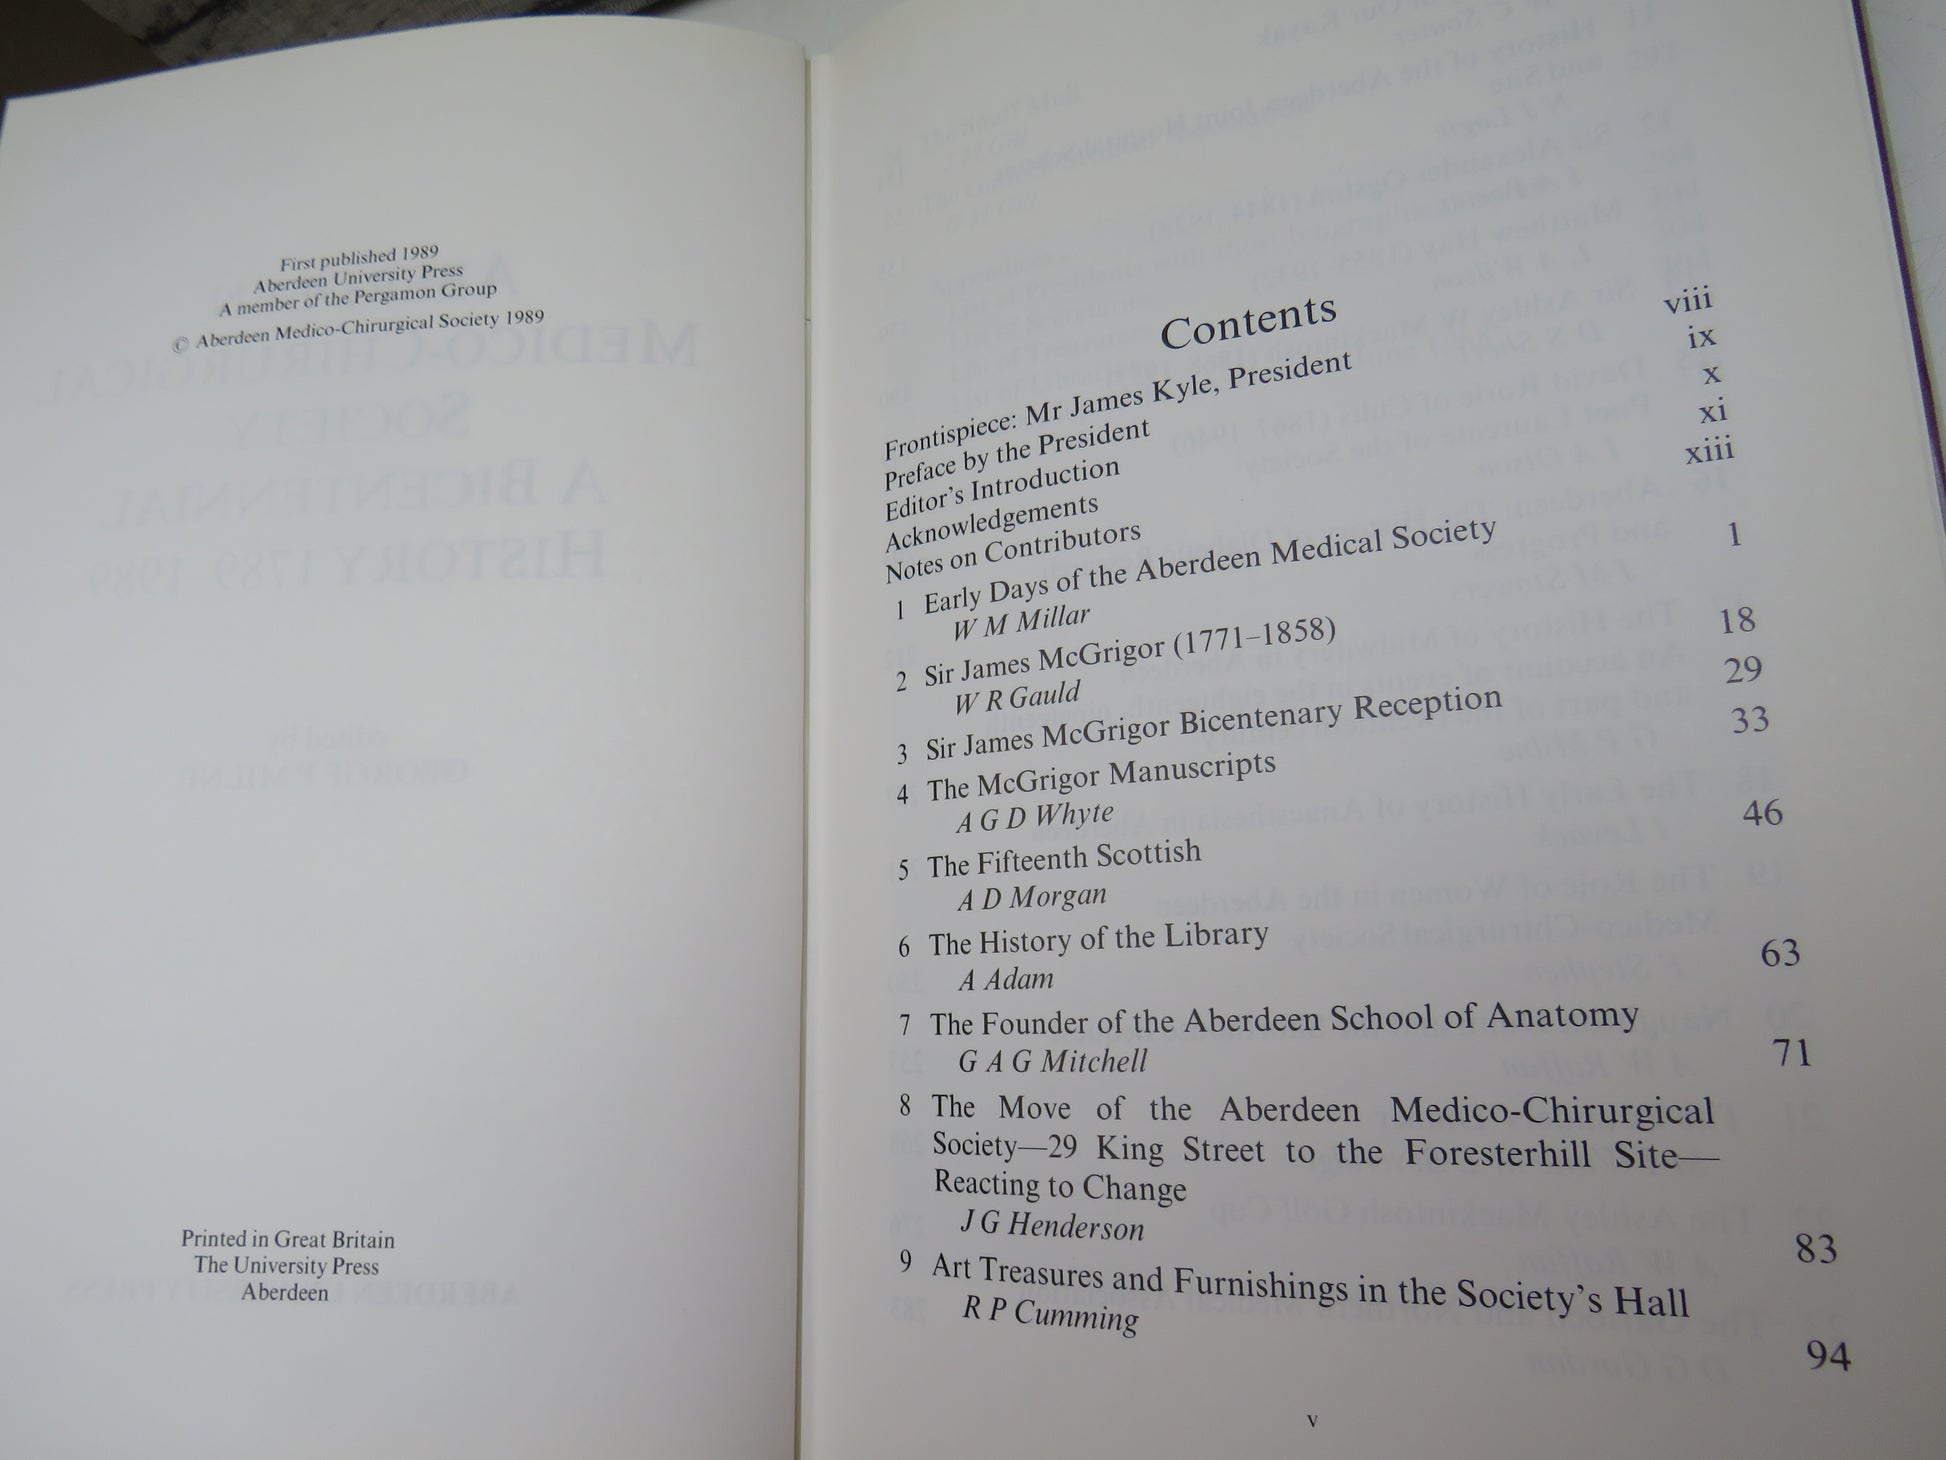 First published 1989
Aberdeen University Press
A member of the Pergamon Group
© Aberdeen Medico-Chirurgical Society 1989
Printed in Great Britain
The University Press
Aberdeen
Contents
Frontispiece: Mr James Kyle, President viii
Preface by the President ix
Editor's Introduction x
Acknowledgements xi
Notes on Contributors xiii
1 Early Days of the Aberdeen Medical Society 1
W M Millar
2 Sir James McGrigor (1771–1858) 18
W R Gauld
3 Sir James McGrigor Bicentenary Reception 29
4 The McGrigor Manuscripts 33
A G D Whyte
5 The Fifteenth Scottish 46
A D Morgan
6 The History of the Library 63
A Adam
7 The Founder of the Aberdeen School of Anatomy 71
G A G Mitchell
8 The Move of the Aberdeen Medico-Chirurgical
Society—29 King Street to the Foresterhill Site—
Reacting to Change 83
J G Henderson
9 Art Treasures and Furnishings in the Society's Hall 94
R P Cumming
v